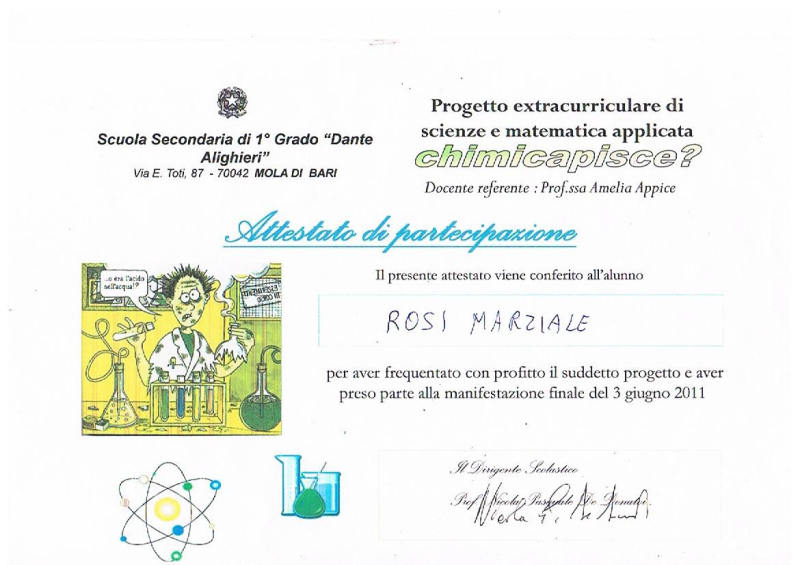 Scuola Secondaria di 1° Grado “Dante
Alighieri”
Via E. Toti, 87 - 70042 MOLA DI BARI
Progetto extracurriculare di
scienze e matematica applicata
chimicapisce?
Docente referente : Prof.ssa Amelia Appice
Attestato di partecipazione
...o era l'acido
nell'acqua!?
Il presente attestato viene conferito all’alunno
ROSI MARZIALE
per aver frequentato con profitto il suddetto progetto e aver
preso parte alla manifestazione finale del 3 giugno 2011
Il Dirigente Scolastico
Prof. Nicola Pasquale De Donato